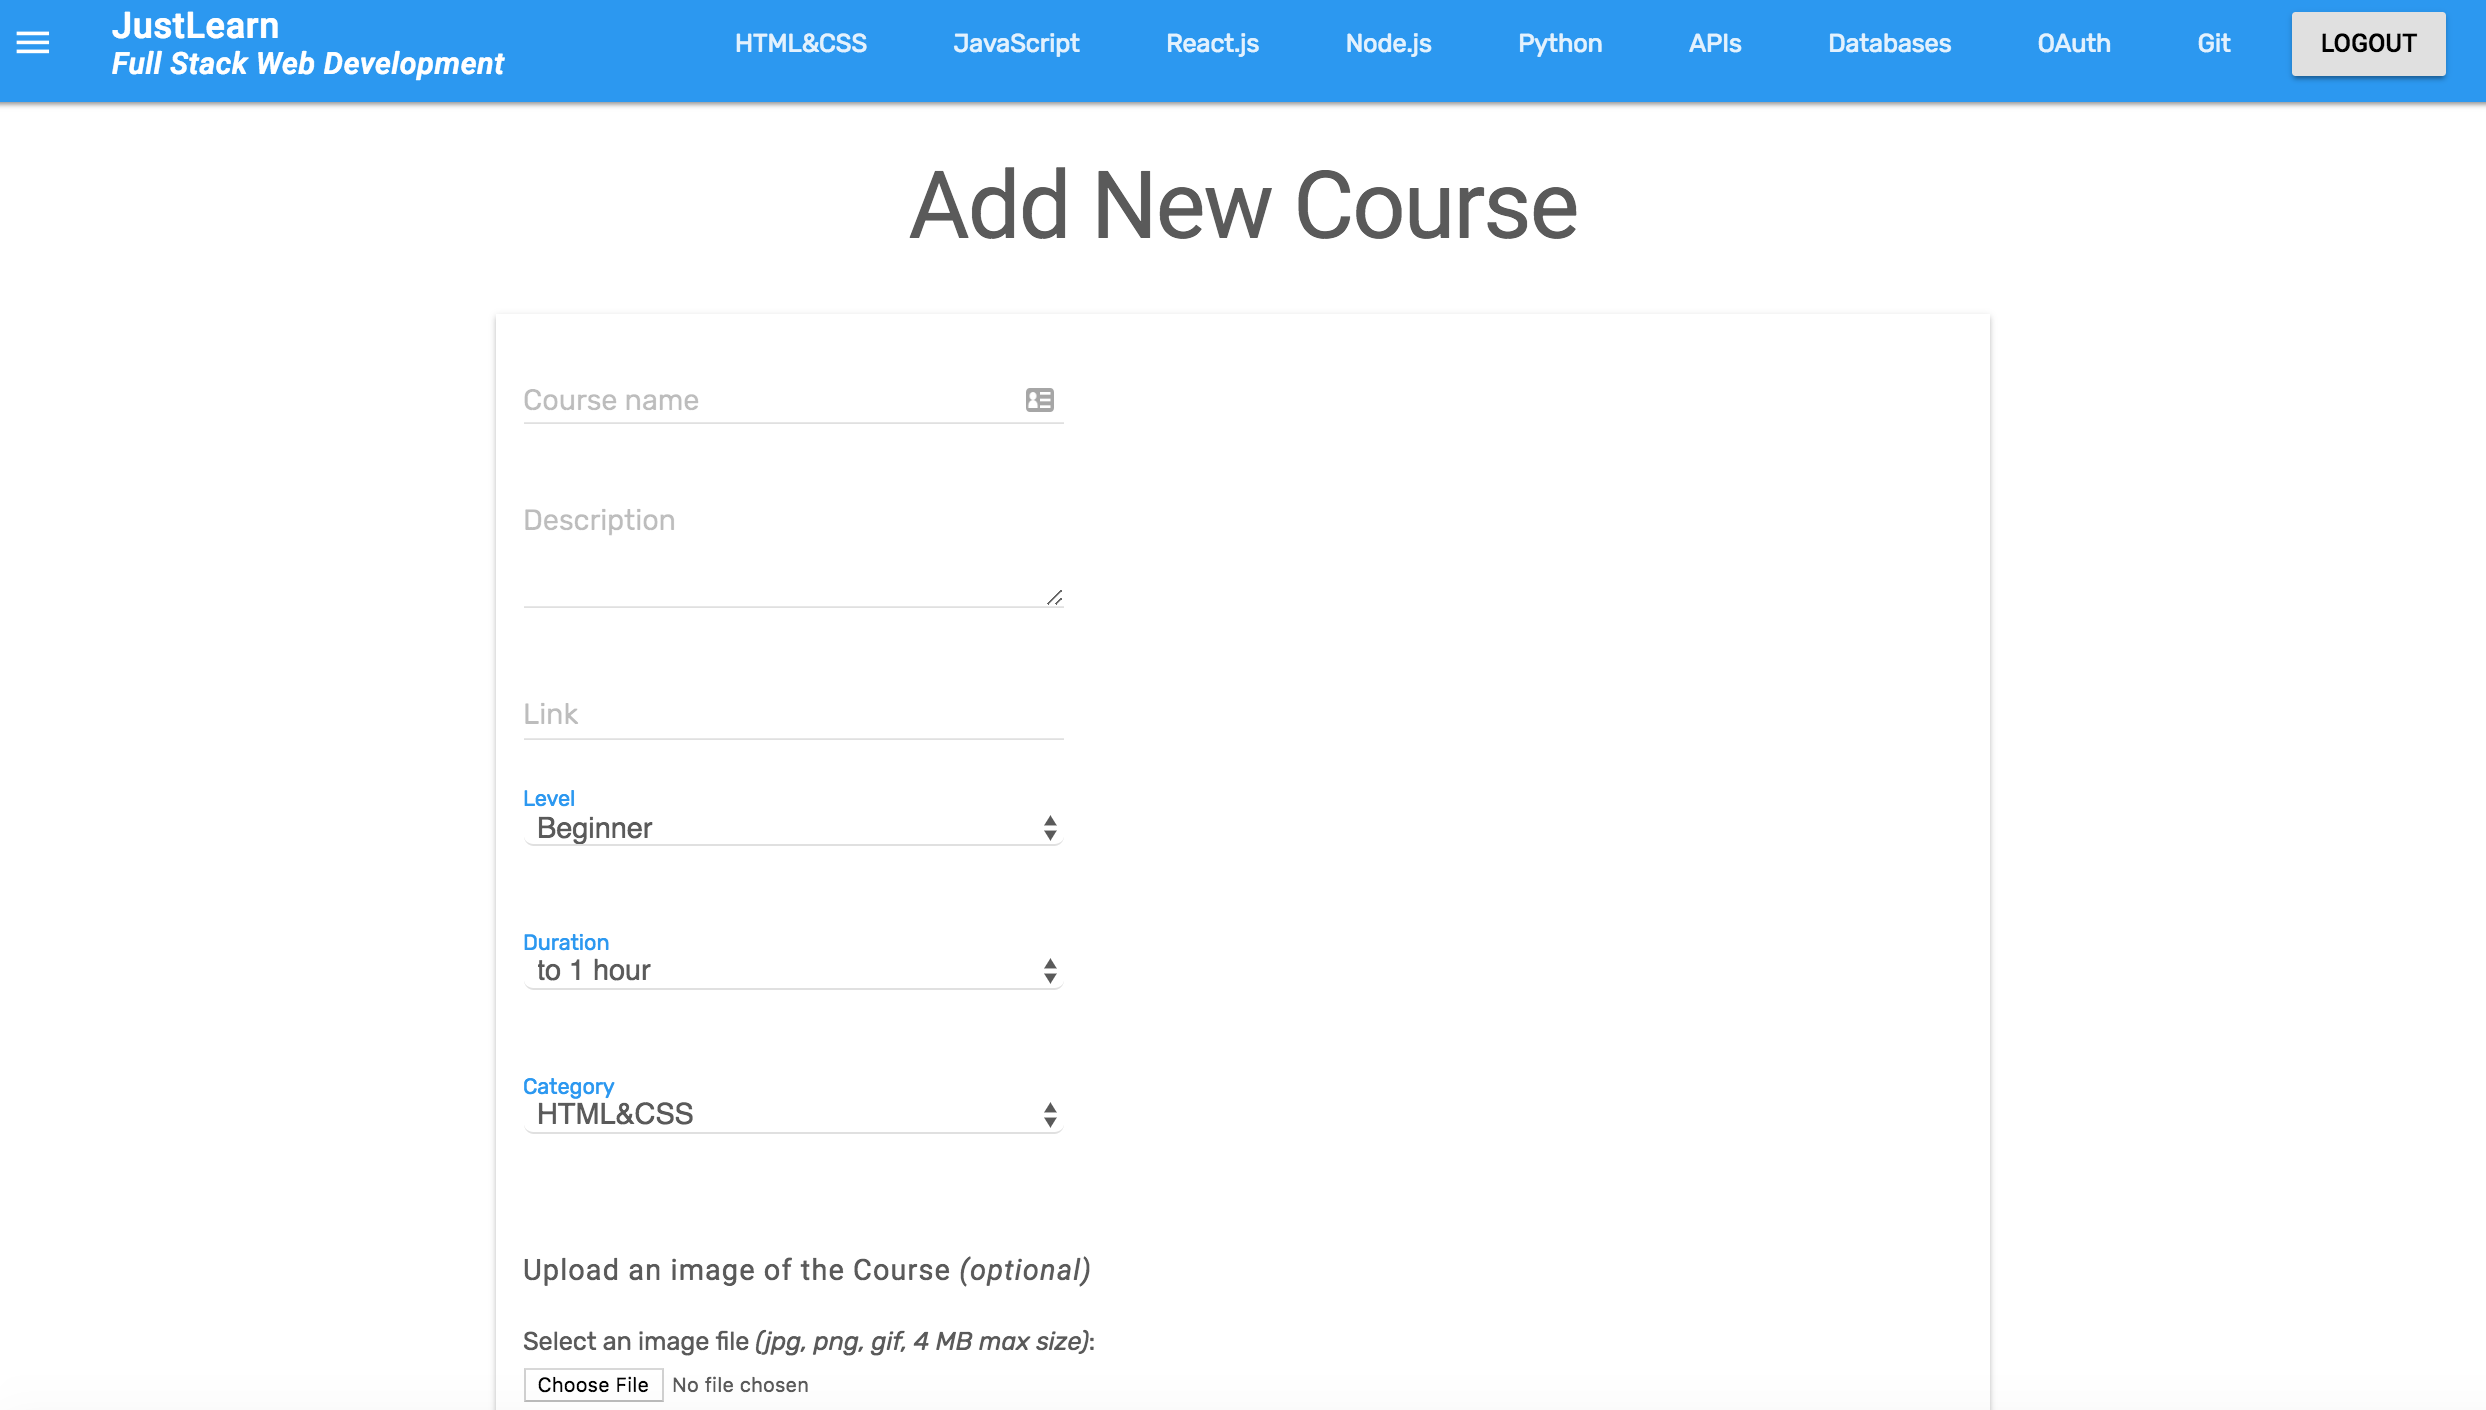 JustLearn
Full Stack Web Development
HTML&CSS JavaScript React.js Node.js Python APIs Databases OAuth Git LOGOUT
Add New Course
Course name
Description
Link
Level
Beginner
Duration
to 1 hour
Category
HTML&CSS
Upload an image of the Course (optional)
Select an image file (jpg, png, gif, 4 MB max size):
Choose File No file chosen